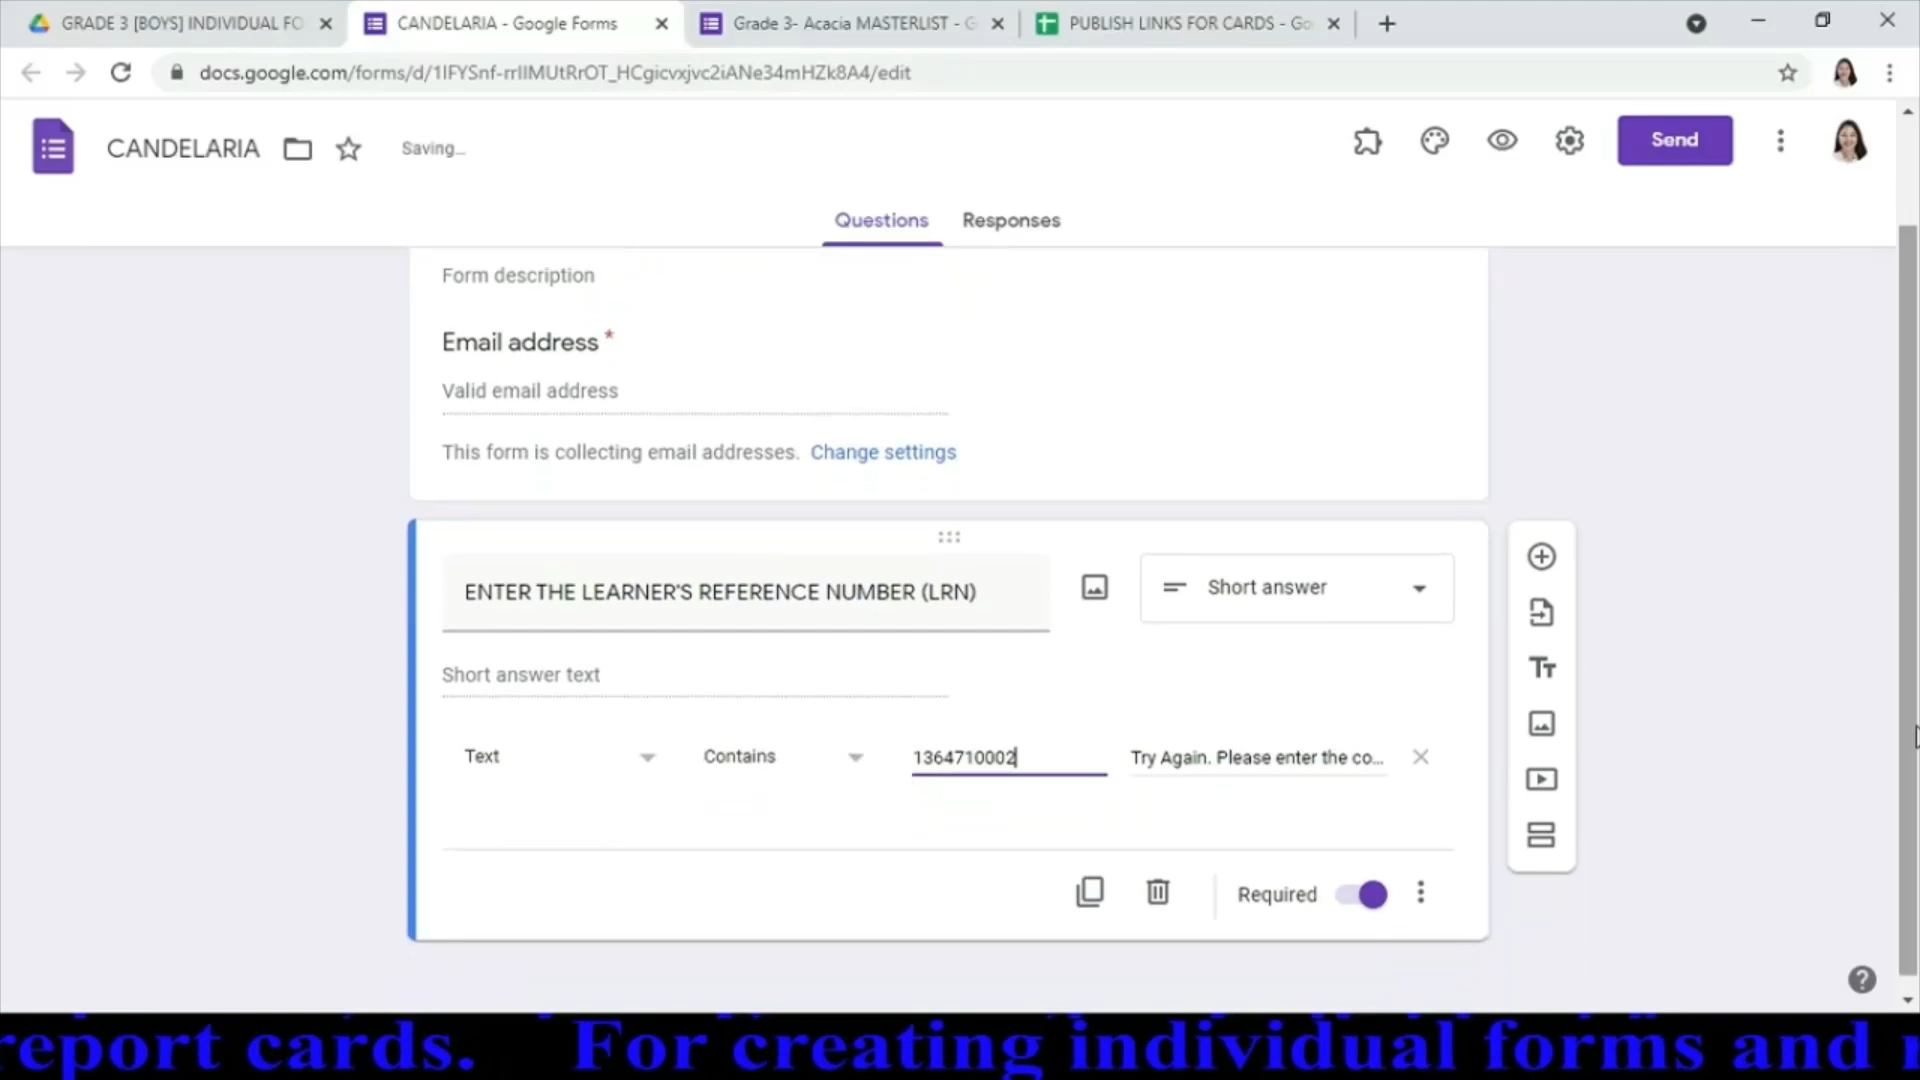 GRADE 3 [BOYS] INDIVIDUAL FO
CANDELARIA - Google Forms
Grade 3- Acacia MASTERLIST - G
PUBLISH LINKS FOR CARDS - Go
docs.google.com/forms/d/1IFYSnf-rrIIMUtRrOT_HCgicvxjvc2iANe34mHZk8A4/edit
CANDELARIA
Saving...
Send
Questions
Responses
Form description
Email address *
Valid email address
This form is collecting email addresses. Change settings
ENTER THE LEARNER'S REFERENCE NUMBER (LRN)
Short answer
Short answer text
Text
Contains
1364710002
Try Again. Please enter the co...
Required
report cards. For creating individual forms and